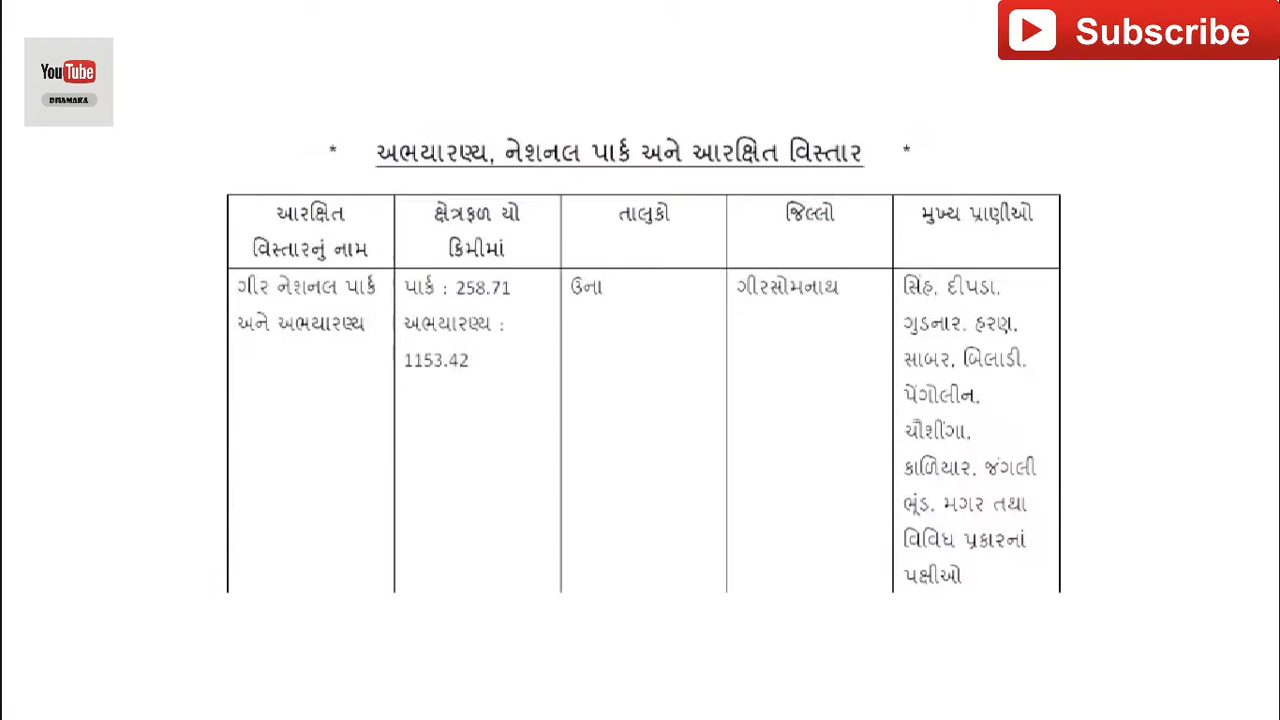 Subscribe
YouTube
DHAMAKA
* અભયારણ્ય, નેશનલ પાર્ક અને આરક્ષિત વિસ્તાર *
આરક્ષિત
વિસ્તારનું નામ
ક્ષેત્રફળ ચો
કિમીમાં
તાલુકો
જિલ્લો
મુખ્ય પ્રાણીઓ
ગીર નેશનલ પાર્ક
અને અભયારણ્ય
પાર્ક : 258.71
અભયારણ્ય :
1153.42
ઉના
ગીરસોમનાથ
સિંહ, દીપડા,
ગુડનાર, હરણ,
સાબર, બિલાડી,
પેંગોલીન,
ચૌશીંગા,
કાળિયાર, જંગલી
ભૂંડ, મગર તથા
વિવિધ પ્રકારનાં
પક્ષીઓ